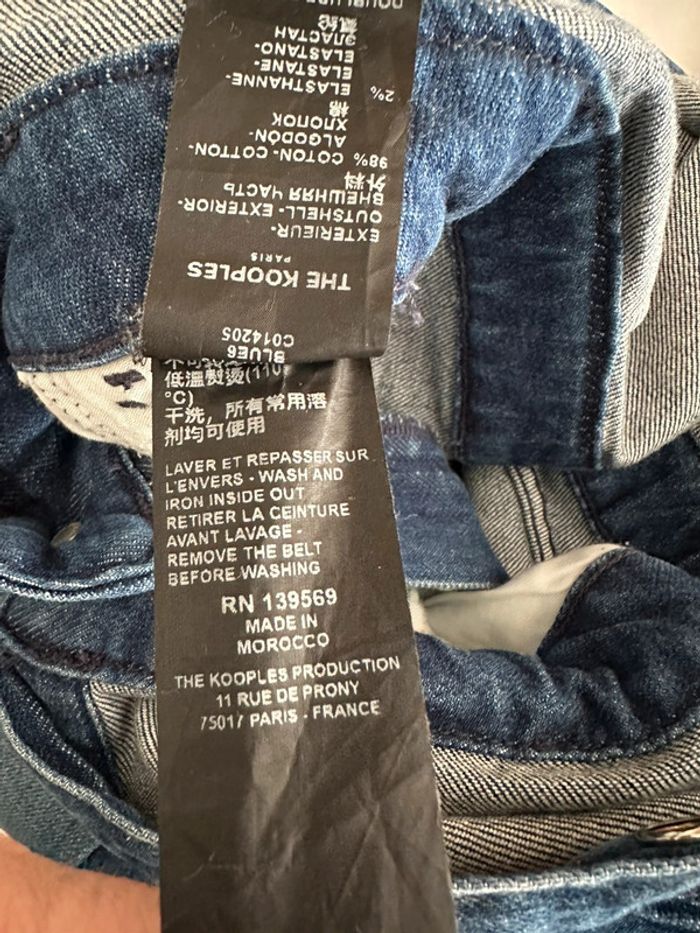 BLUE6
C014205
THE KOOPLES
PARIS
EXTERIEUR-
OUTSHELL- EXTERIOR-
ВНЕШНЯЯ ЧАСТЬ
外料
98% COTON- COTTON-
ALGODÓN-
ХЛОПОК
棉
2% ELASTHANNE-
ELASTANE-
ELASTANO-
ЭЛАСТАН
低温熨烫(110
°C)
干洗，所有常用溶
剂均可使用
LAVER ET REPASSER SUR
L'ENVERS - WASH AND
IRON INSIDE OUT
RETIRER LA CEINTURE
AVANT LAVAGE -
REMOVE THE BELT
BEFORE WASHING
RN 139569
MADE IN
MOROCCO
THE KOOPLES PRODUCTION
11 RUE DE PRONY
75017 PARIS - FRANCE